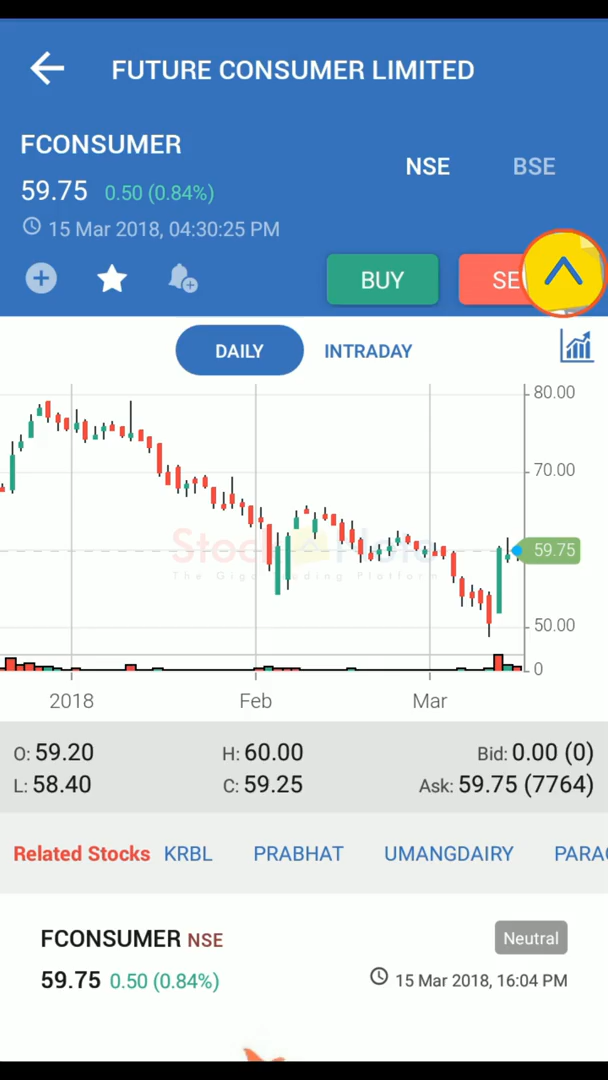 FUTURE CONSUMER LIMITED
FCONSUMER
59.75 0.50 (0.84%)
NSE BSE
15 Mar 2018, 04:30:25 PM
BUY
DAILY INTRADAY
80.00
70.00
59.75
50.00
0
2018 Feb Mar
O: 59.20 H: 60.00 Bid: 0.00 (0)
L: 58.40 C: 59.25 Ask: 59.75 (7764)
Related Stocks KRBL PRABHAT UMANGDAIRY
FCONSUMER NSE Neutral
59.75 0.50 (0.84%) 15 Mar 2018, 16:04 PM